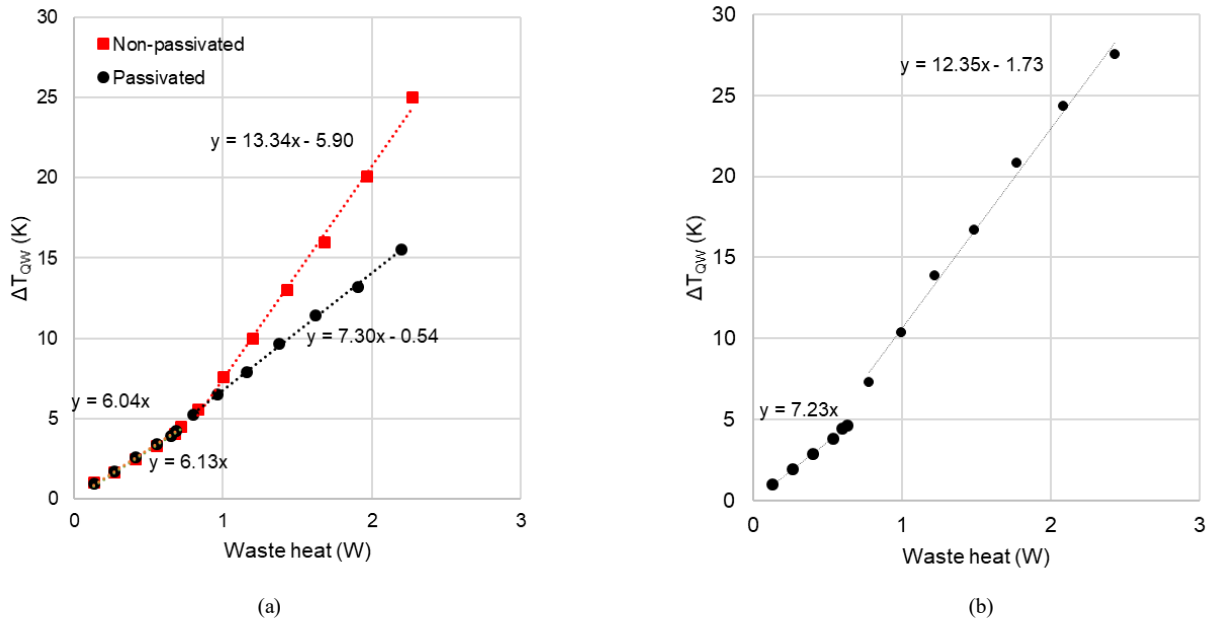 30
25
20
15
10
5
0
ΔT_QW (K)
Non-passivated
Passivated
y = 13.34x - 5.90
y = 7.30x - 0.54
y = 6.04x
y = 6.13x
0 1 2 3
Waste heat (W)
(a)
30
25
20
15
10
5
0
ΔT_QW (K)
y = 12.35x - 1.73
y = 7.23x
0 1 2 3
Waste heat (W)
(b)